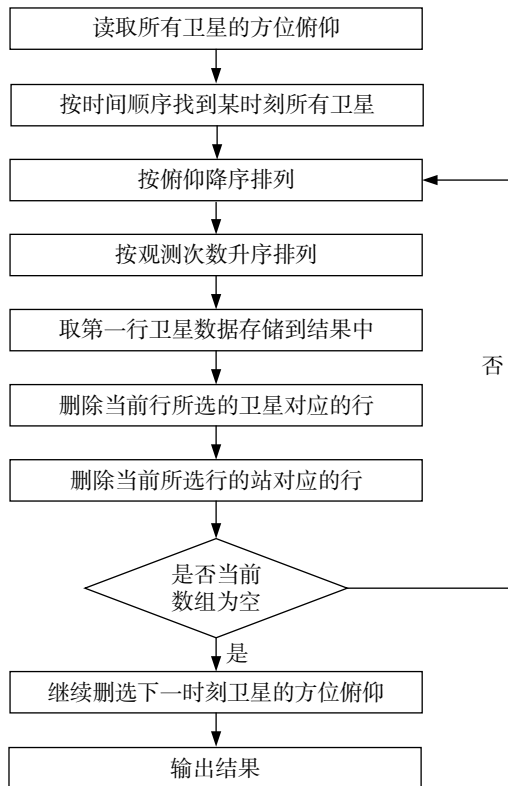 读取所有卫星的方位俯仰
按时间顺序找到某时刻所有卫星
按俯仰降序排列
按观测次数升序排列
取第一行卫星数据存储到结果中
否
删除当前行所选的卫星对应的行
删除当前所选行的站对应的行
是否当前
数组为空
是
继续删选下一时刻卫星的方位俯仰
输出结果